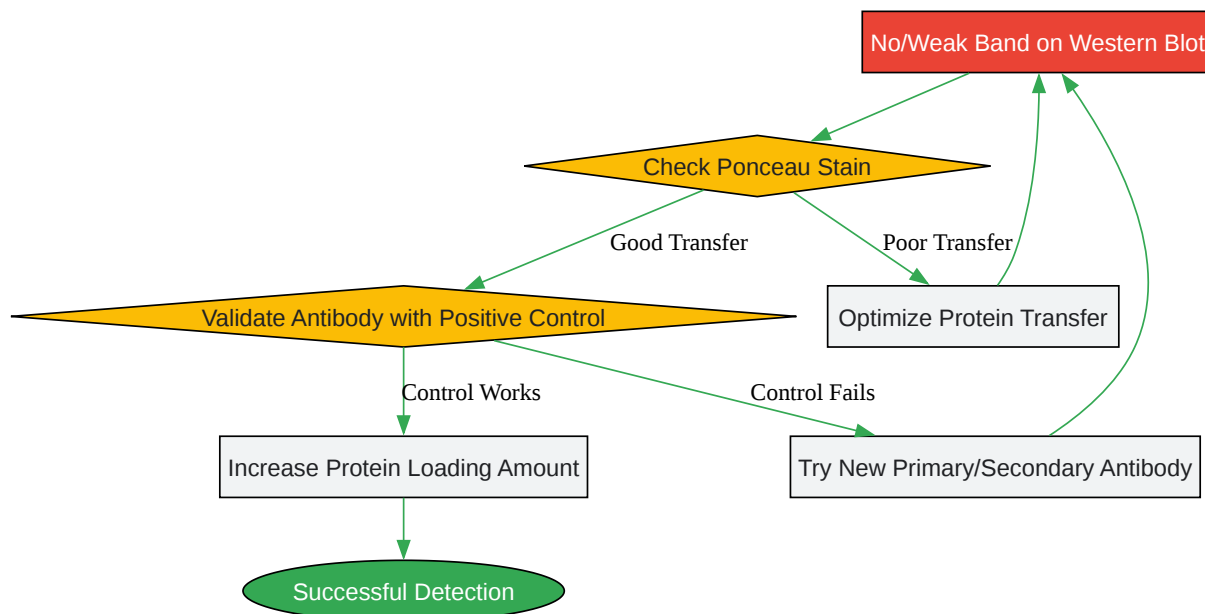 No/Weak Band on Western Blot
Check Ponceau Stain
Good Transfer
Poor Transfer
Validate Antibody with Positive Control
Optimize Protein Transfer
Control Works
Control Fails
Increase Protein Loading Amount
Try New Primary/Secondary Antibody
Successful Detection